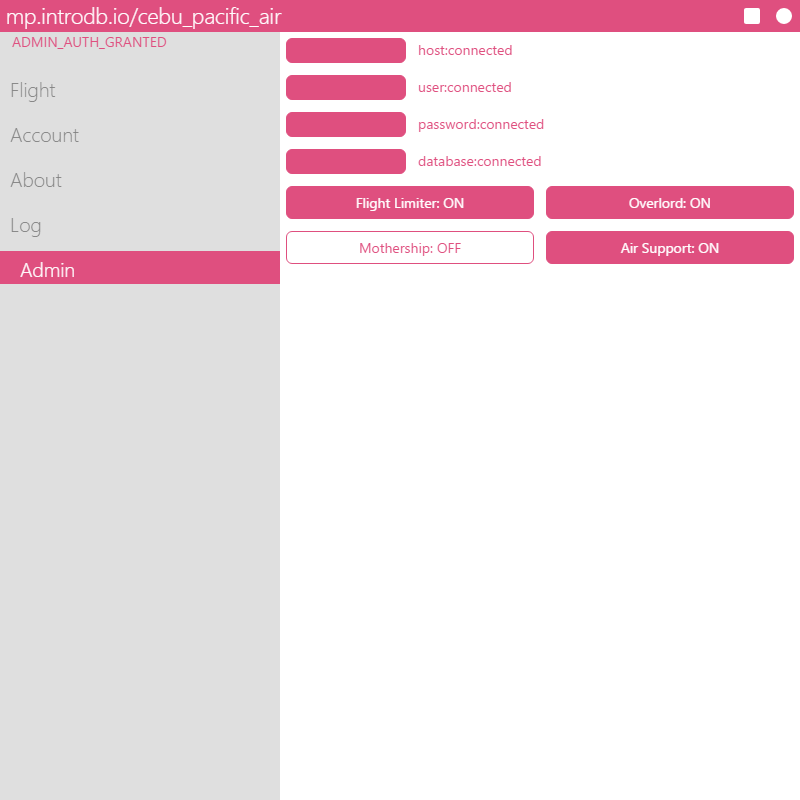 mp.introdb.io/cebu_pacific_air
ADMIN_AUTH_GRANTED
Flight
Account
About
Log
Admin
host:connected
user:connected
password:connected
database:connected
Flight Limiter: ON
Overlord: ON
Mothership: OFF
Air Support: ON